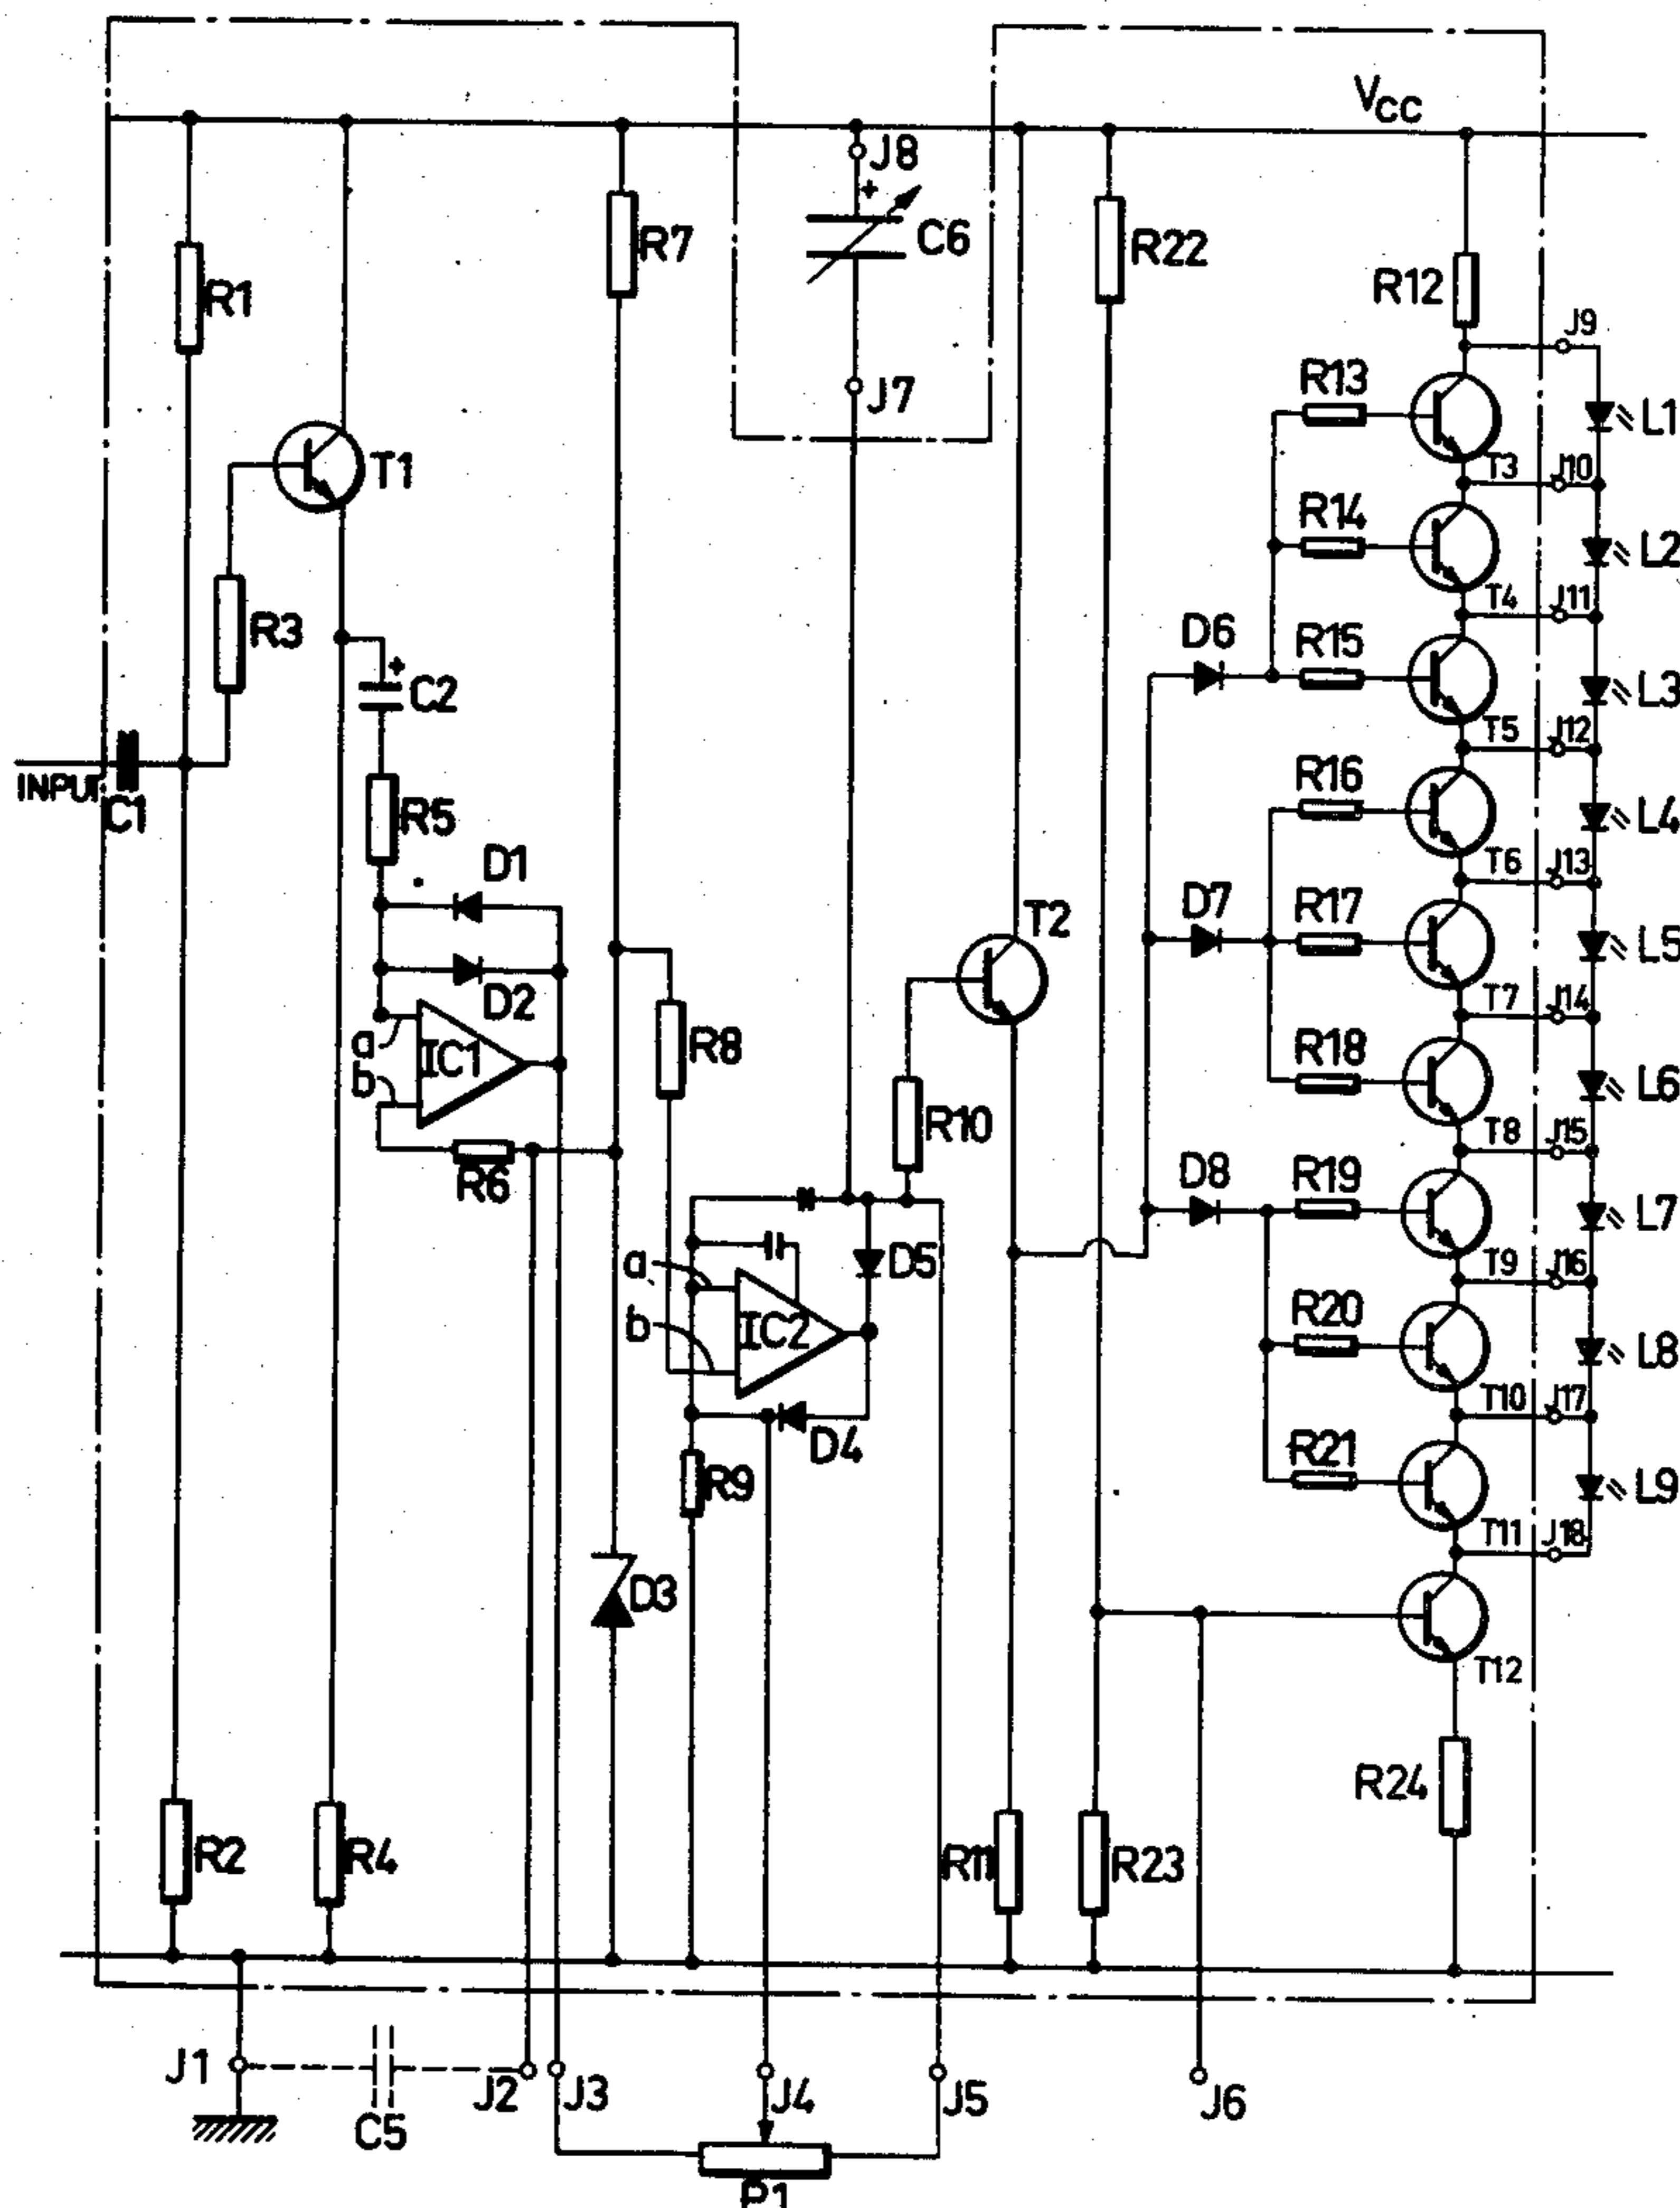 VCC
J8
C6
R7
R22
R12
R1
J9
J7
R13
L1
T1
T3
J10
R14
L2
R3
T4
J11
D6
R15
L3
C2
T5
J12
INPUT
C1
R16
L4
R5
D1
T6
J13
T2
D7
R17
L5
D2
T7
J14
a
IC1
b
R8
R18
L6
R10
T8
J15
R6
D8
R19
L7
a
D5
T9
J16
b
IC2
R20
L8
D4
T10
J17
R9
R21
L9
T11
J18
D3
T12
R24
R2
R4
R11
R23
J1
C5
J2
J3
J4
J5
J6
P1